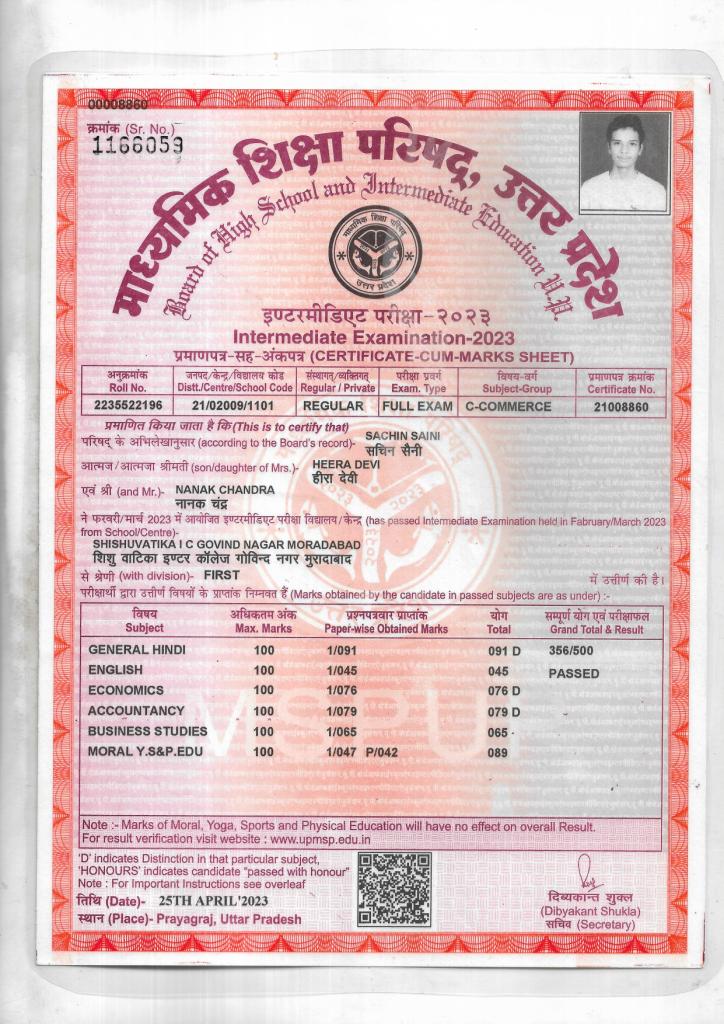 00008860
क्रमांक (Sr. No.)
1166059
माध्यमिक शिक्षा परिषद्, उत्तर प्रदेश
Board of High School and Intermediate Education U.P.
माध्यमिक शिक्षा परिषद्
उत्तर प्रदेश
इण्टरमीडिएट परीक्षा-२०२३
Intermediate Examination-2023
प्रमाणपत्र-सह-अंकपत्र (CERTIFICATE-CUM-MARKS SHEET)
अनुक्रमांक जनपद/केन्द्र/विद्यालय कोड संस्थागत/व्यक्तिगत परीक्षा प्रवर्ग विषय-वर्ग प्रमाणपत्र क्रमांक
Roll No. Distt./Centre/School Code Regular / Private Exam. Type Subject-Group Certificate No.
2235522196 21/02009/1101 REGULAR FULL EXAM C-COMMERCE 21008860
प्रमाणित किया जाता है कि (This is to certify that)
परिषद् के अभिलेखानुसार (according to the Board's record)- SACHIN SAINI
सचिन सैनी
आत्मज/आत्मजा श्रीमती (son/daughter of Mrs.)- HEERA DEVI
हीरा देवी
एवं श्री (and Mr.)- NANAK CHANDRA
नानक चंद्र
ने फरवरी/मार्च 2023 में आयोजित इण्टरमीडिएट परीक्षा विद्यालय/केन्द्र (has passed Intermediate Examination held in Fabruary/March 2023
from School/Centre)-
SHISHUVATIKA I C GOVIND NAGAR MORADABAD
शिशु वाटिका इण्टर कॉलेज गोविन्द नगर मुरादाबाद
से श्रेणी (with division)- FIRST में उत्तीर्ण की है।
परीक्षार्थी द्वारा उत्तीर्ण विषयों के प्राप्तांक निम्नवत हैं (Marks obtained by the candidate in passed subjects are as under) :-
विषय अधिकतम अंक प्रश्नपत्रवार प्राप्तांक योग सम्पूर्ण योग एवं परीक्षाफल
Subject Max. Marks Paper-wise Obtained Marks Total Grand Total & Result
GENERAL HINDI 100 1/091 091 D 356/500
ENGLISH 100 1/045 045 PASSED
ECONOMICS 100 1/076 076 D
ACCOUNTANCY 100 1/079 079 D
BUSINESS STUDIES 100 1/065 065
MORAL Y.S&P.EDU 100 1/047 P/042 089
MSPUP
Note :- Marks of Moral, Yoga, Sports and Physical Education will have no effect on overall Result.
For result verification visit website : www.upmsp.edu.in
'D' indicates Distinction in that particular subject,
'HONOURS' indicates candidate "passed with honour"
Note : For Important Instructions see overleaf
तिथि (Date)- 25TH APRIL'2023
स्थान (Place)- Prayagraj, Uttar Pradesh
दिब्यकान्त शुक्ल
(Dibyakant Shukla)
सचिव (Secretary)